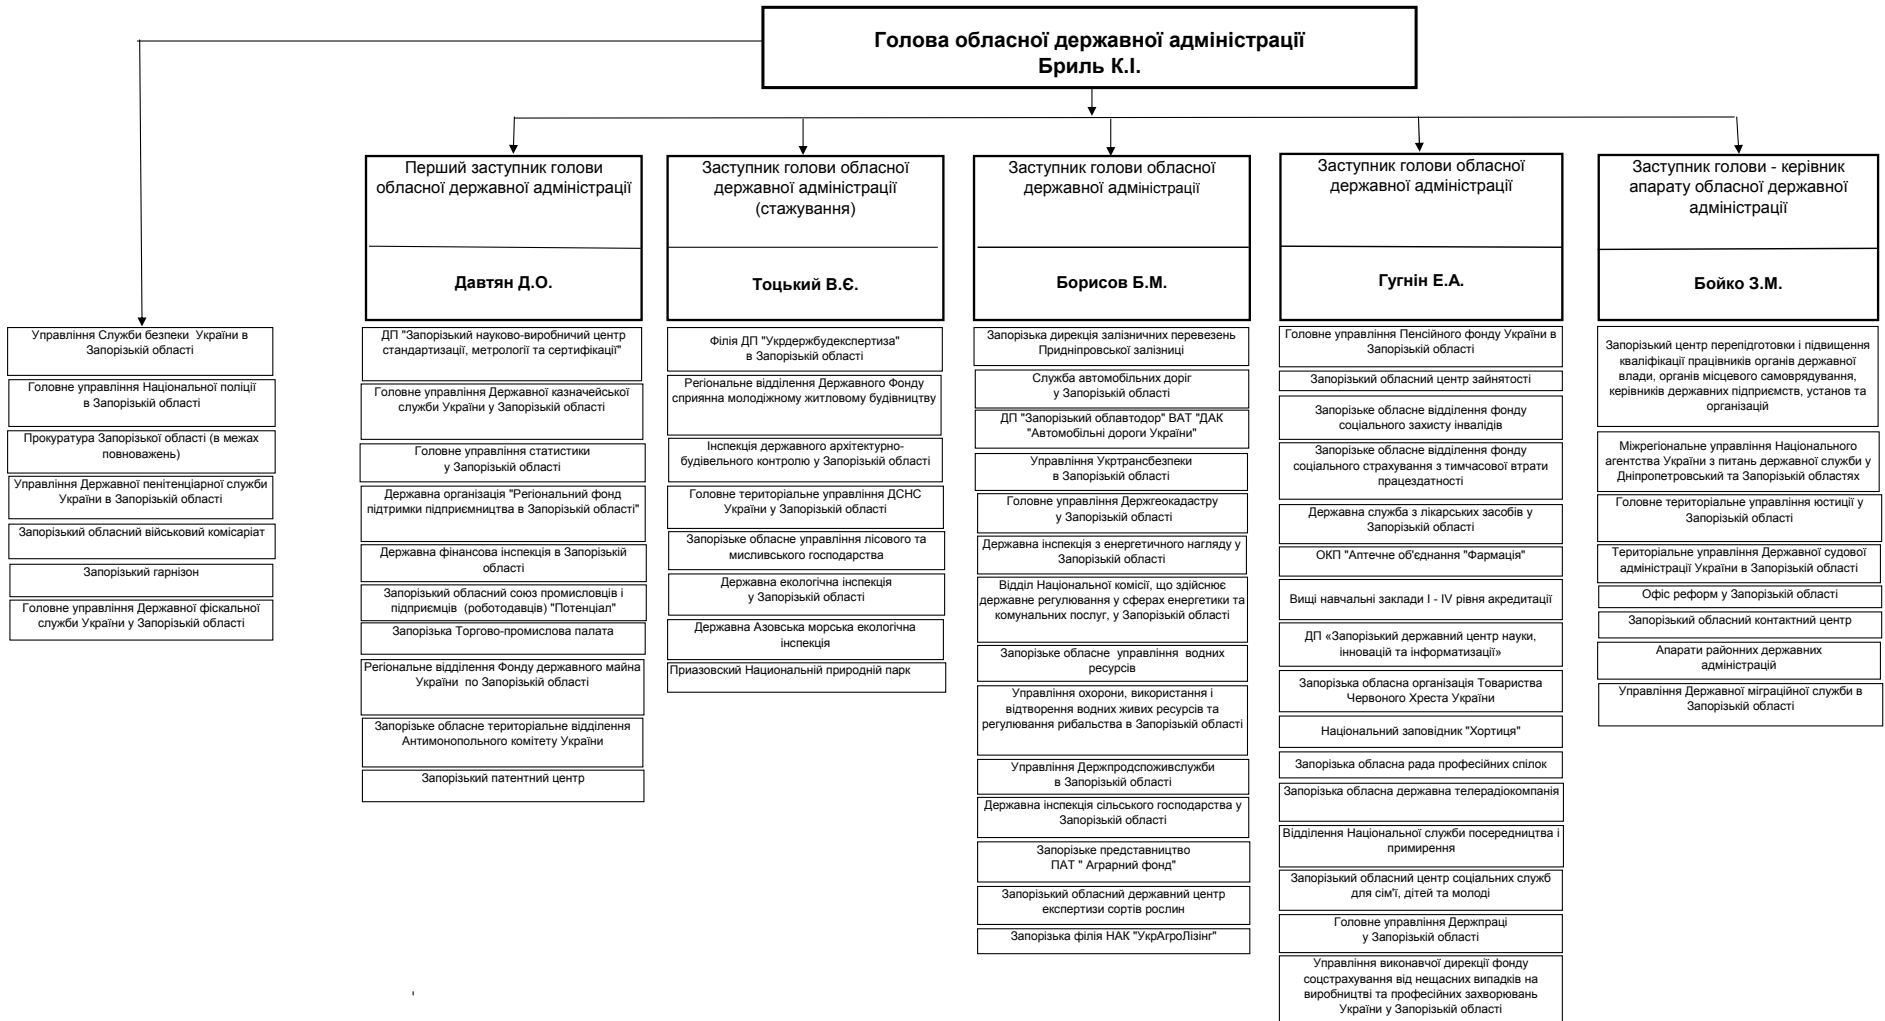 Голова обласної державної адміністрації
Бриль К.І.
Перший заступник голови
обласної державної адміністрації
Давтян Д.О.
Заступник голови обласної
державної адміністрації
(стажування)
Тоцький В.Є.
Заступник голови обласної
державної адміністрації
Борисов Б.М.
Заступник голови обласної
державної адміністрації
Гугнін Е.А.
Заступник голови - керівник
апарату обласної державної
адміністрації
Бойко З.М.
Управління Служби безпеки України в
Запорізькій області
Головне управління Національної поліції
в Запорізькій області
Прокуратура Запорізької області (в межах
повноважень)
Управління Державної пенітенціарної служби
України в Запорізькій області
Запорізький обласний військовий комісаріат
Запорізький гарнізон
Головне управління Державної фіскальної
служби України у Запорізькій області
ДП "Запорізький науково-виробничий центр
стандартизації, метрології та сертифікації"
Головне управління Державної казначейської
служби України у Запорізькій області
Головне управління статистики
у Запорізькій області
Державна організація "Регіональний фонд
підтримки підприємництва в Запорізькій області"
Державна фінансова інспекція в Запорізькій
області
Запорізький обласний союз промисловців і
підприємців (роботодавців) "Потенціал"
Запорізька Торгово-промислова палата
Регіональне відділення Фонду державного майна
України по Запорізькій області
Запорізьке обласне територіальне відділення
Антимонопольного комітету України
Запорізький патентний центр
Філія ДП "Укрдержбудекспертиза"
в Запорізькій області
Регіональне відділення Державного Фонду
сприянна молодіжному житловому будівництву
Інспекція державного архітектурно-
будівельного контролю у Запорізькій області
Головне територіальне управління ДСНС
України у Запорізькій області
Запорізьке обласне управління лісового та
мисливського господарства
Державна екологічна інспекція
у Запорізькій області
Державна Азовська морська екологічна
інспекція
Приазовский Національній природній парк
Запорізька дирекція залізничних перевезень
Придніпровської залізниці
Служба автомобільних доріг
у Запорізькій області
ДП "Запорізький облавтодор" ВАТ "ДАК
"Автомобільні дороги України"
Управління Укртрансбезпеки
в Запорізькій області
Головне управління Держгеокадастру
у Запорізькій області
Державна інспекція з енергетичного нагляду у
Запорізькій області
Відділ Національної комісії, що здійснює
державне регулювання у сферах енергетики та
комунальних послуг, у Запорізькій області
Запорізьке обласне управління водних
ресурсів
Управління охорони, використання і
відтворення водних живих ресурсів та
регулювання рибальства в Запорізькій області
Управління Держпродспоживслужби
в Запорізькій області
Державна інспекція сільського господарства у
Запорізькій області
Запорізьке представництво
ПАТ " Аграрний фонд"
Запорізький обласний державний центр
експертизи сортів рослин
Запорізька філія НАК "УкрАгроЛізінг"
Головне управління Пенсійного фонду України в
Запорізькій області
Запорізький обласний центр зайнятості
Запорізьке обласне відділення фонду
соціального захисту інвалідів
Запорізьке обласне відділення фонду
соціального страхування з тимчасової втрати
працездатності
Державна служба з лікарських засобів у
Запорізькій області
ОКП "Аптечне об'єднання "Фармація"
Вищі навчальні заклади І - IV рівня акредитації
ДП «Запорізький державний центр науки,
інновацій та інформатизації»
Запорізька обласна організація Товариства
Червоного Хреста України
Національний заповідник "Хортиця"
Запорізька обласна рада професійних спілок
Запорізька обласна державна телерадіокомпанія
Відділення Національної служби посередництва і
примирення
Запорізький обласний центр соціальних служб
для сім'ї, дітей та молоді
Головне управління Держпраці
у Запорізькій області
Управління виконавчої дирекції фонду
соцстрахування від нещасних випадків на
виробництві та професійних захворювань
України у Запорізькій області
Запорізький центр перепідготовки і підвищення
кваліфікації працівників органів державної
влади, органів місцевого самоврядування,
керівників державних підприємств, установ та
організацій
Міжрегіональне управління Національного
агентства України з питань державної служби у
Дніпропетровський та Запорізькій областях
Головне територіальне управління юстиції у
Запорізькій області
Територіальне управління Державної судової
адміністрації України в Запорізькій області
Офіс реформ у Запорізькій області
Запорізький обласний контактний центр
Апарати районних державних
адміністрацій
Управління Державної міграційної служби в
Запорізькій області